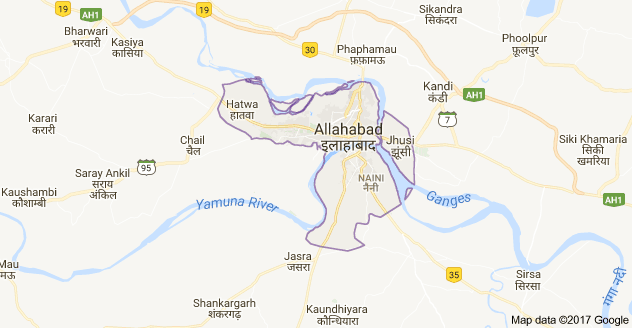 19
AH1
Bharwari
भरवारी
Kasiya
कासिया
19
Sikandra
सिकंदरा
30
Phaphamau
फ़ाफ़ामऊ
Phoolpur
फ़ूलपुर
Kandi
कंडी
AH1
Hatwa
हातवा
Karari
करारी
Chail
चैल
Allahabad
इलाहाबाद
Jhusi
झूंसी
7
Siki Khamaria
सिकी
खमरिया
95
Saray Ankil
सराय
अंकिल
NAINI
नैनी
Kaushambi
कौशाम्बी
Yamuna River
Ganges
AH1
Mau
मऊ
Jasra
जसरा
35
Sirsa
सिरसा
गंगा नदी
Shankargarh
शंकरगढ़
Kaundhiyara
कौन्धियारा
Map data ©2017 Google